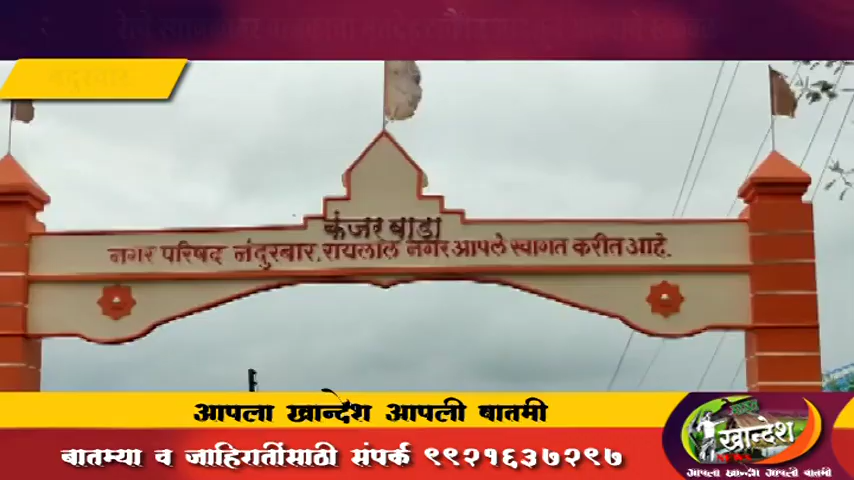 नंदुरबार
कंजर बाडा
नगर परिषद नंदुरबार, रायलाल नगर आपले स्वागत करीत आहे.
आपला खान्देश आपली बातमी
बातम्या व जाहिरातींसाठी संपर्क ९९२१६३७२९७
खान्देश
आपला खान्देश आपली बातमी